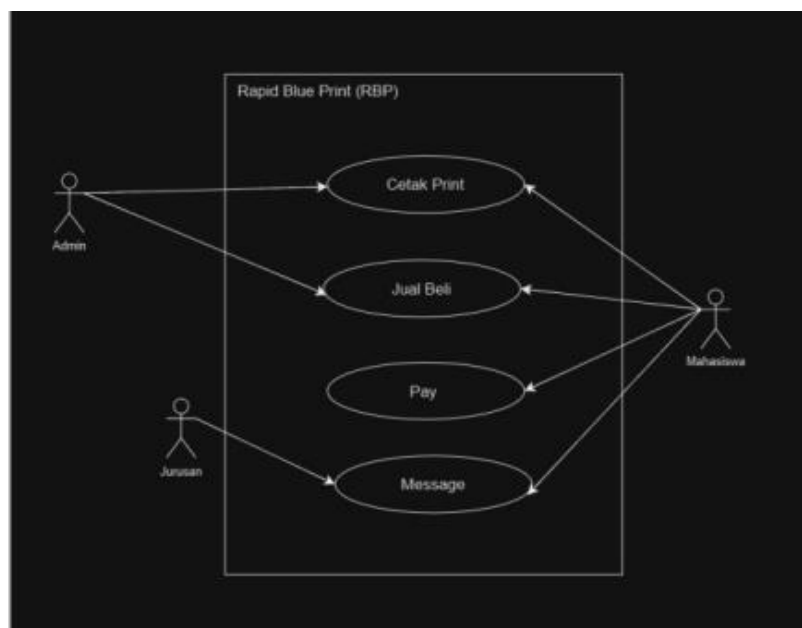 Rapid Blue Print (RBP)
Cetak Print
Admin
Jual Beli
Mahasiswa
Pay
Jurusan
Message